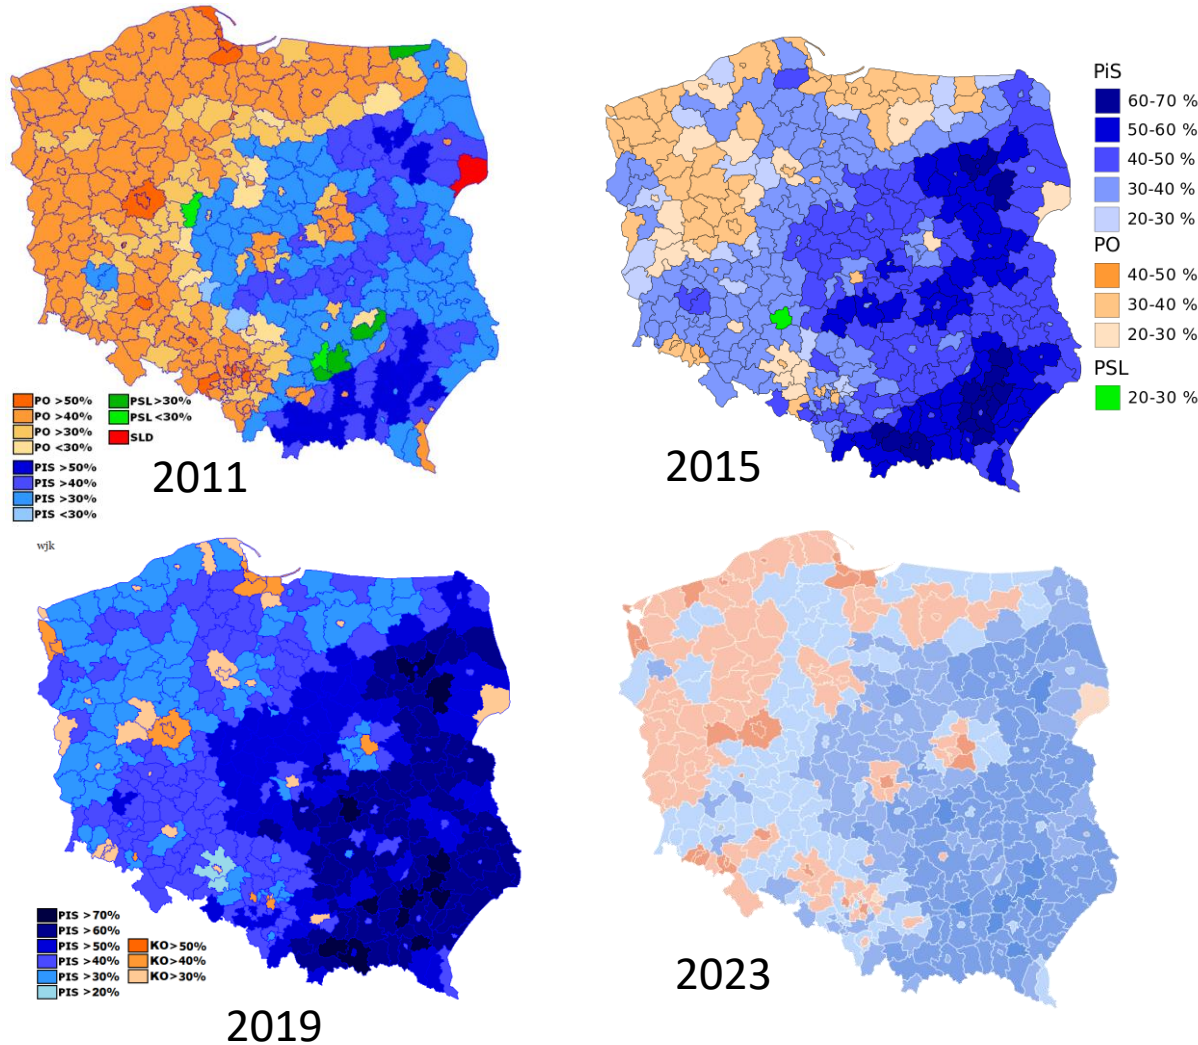 PO >50%
PO >40%
PO >30%
PO <30%
PSL>30%
PSL<30%
SLD
PIS >50%
PIS >40%
PIS >30%
PIS <30%
2011
PiS
60-70 %
50-60 %
40-50 %
30-40 %
20-30 %
PO
40-50 %
30-40 %
20-30 %
PSL
20-30 %
2015
wjk
PIS >70%
PIS >60%
PIS >50%
PIS >40%
PIS >30%
PIS >20%
KO>50%
KO>40%
KO>30%
2019
2023